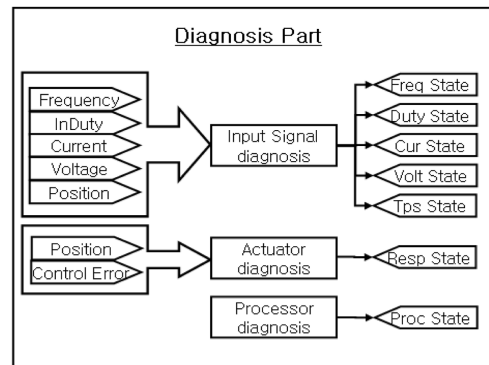 Diagnosis Part
Frequency
InDuty
Current
Voltage
Position
Input Signal
diagnosis
Freq State
Duty State
Cur State
Volt State
Tps State
Position
Control Error
Actuator
diagnosis
Resp State
Processor
diagnosis
Proc State